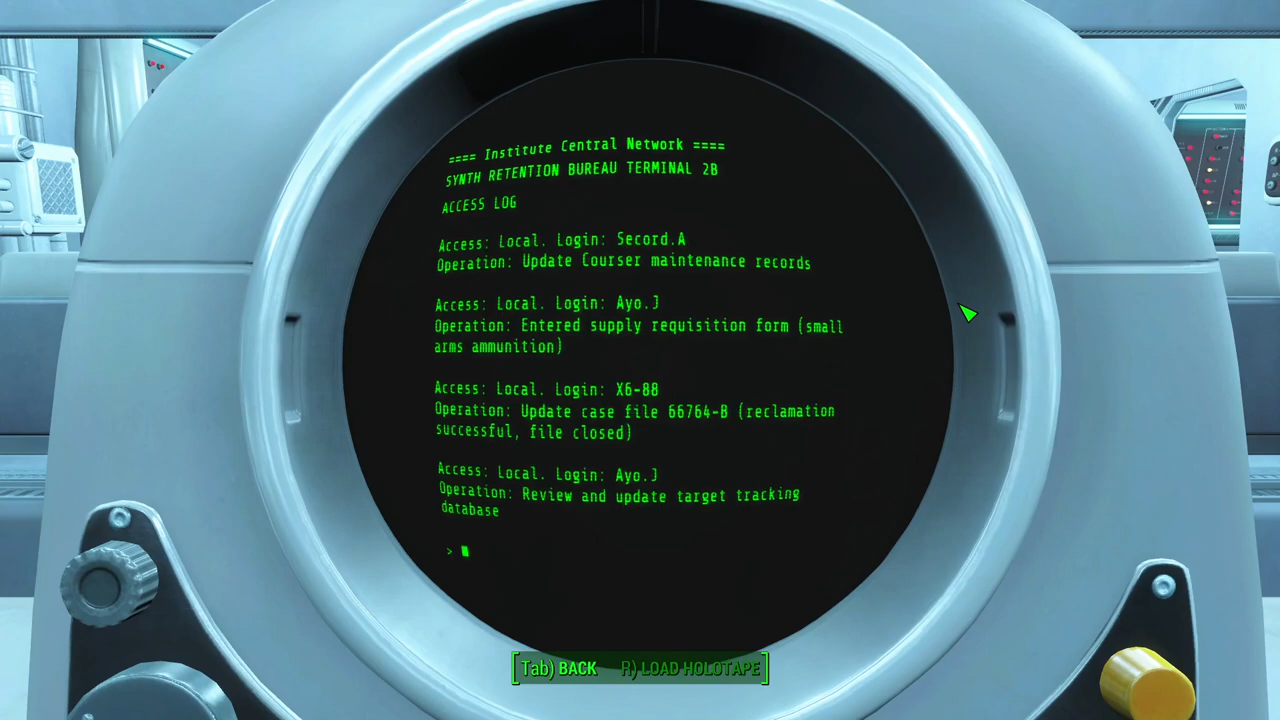 ==== Institute Central Network ====
SYNTH RETENTION BUREAU TERMINAL 2B
ACCESS LOG
Access: Local. Login: Secord.A
Operation: Update Courser maintenance records
Access: Local. Login: Ayo.J
Operation: Entered supply requisition form (small
arms ammunition)
Access: Local. Login: X6-88
Operation: Update case file 66764-B (reclamation
successful, file closed)
Access: Local. Login: Ayo.J
Operation: Review and update target tracking
database
>
Tab) BACK R) LOAD HOLOTAPE